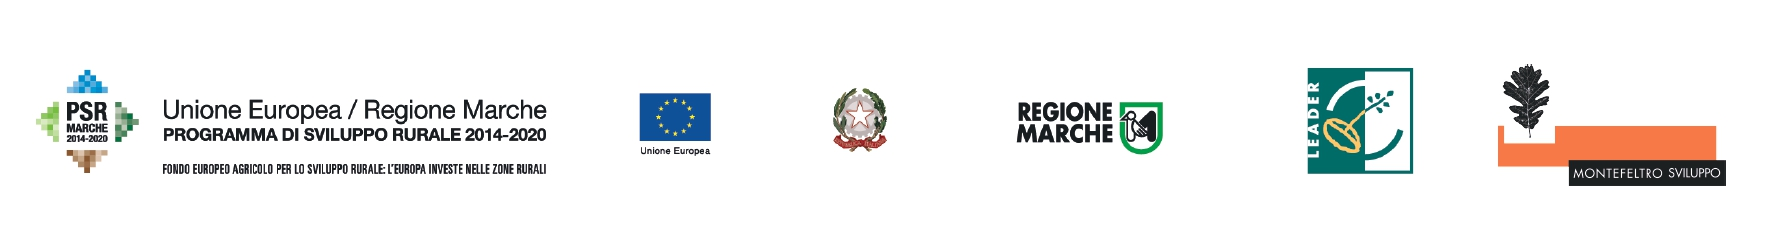 PSR
MARCHE
2014-2020
Unione Europea / Regione Marche
PROGRAMMA DI SVILUPPO RURALE 2014-2020
FONDO EUROPEO AGRICOLO PER LO SVILUPPO RURALE: L'EUROPA INVESTE NELLE ZONE RURALI
Unione Europea
REGIONE
MARCHE
LEADER
MONTEFELTRO SVILUPPO